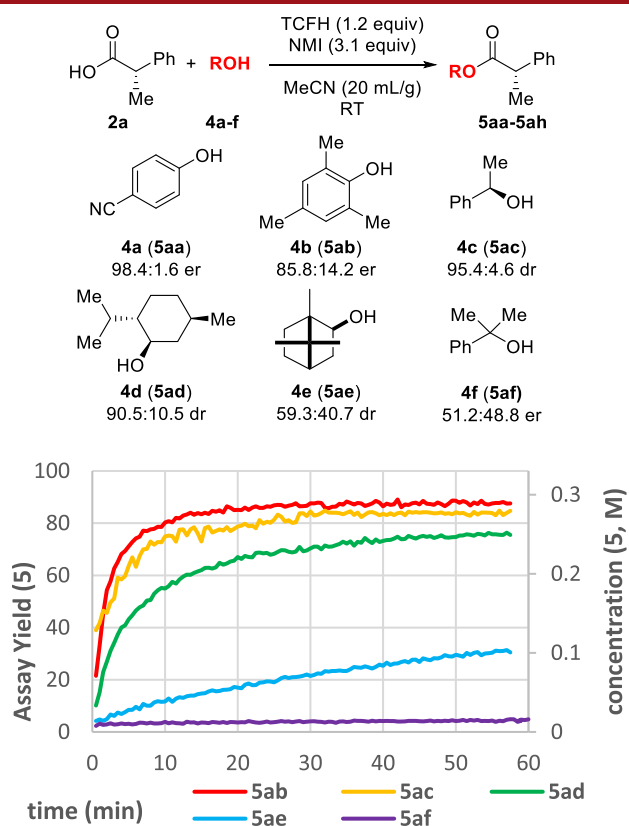 TCFH (1.2 equiv)
NMI (3.1 equiv)
MeCN (20 mL/g)
RT
O
HO
Ph
Me
2a
+
ROH
4a-f
O
RO
Ph
Me
5aa-5ah
OH
NC
4a (5aa)
98.4:1.6 er
Me
OH
Me
Me
4b (5ab)
85.8:14.2 er
Me
Ph
OH
4c (5ac)
95.4:4.6 dr
Me
Me
Me
HO
4d (5ad)
90.5:10.5 dr
OH
4e (5ae)
59.3:40.7 dr
Me
Me
Ph
OH
4f (5af)
51.2:48.8 er
Assay Yield (5)
100
80
60
40
20
0
concentration (5, M)
0.3
0.2
0.1
0
0 10 20 30 40 50 60
time (min)
5ab 5ac 5ad
5ae 5af